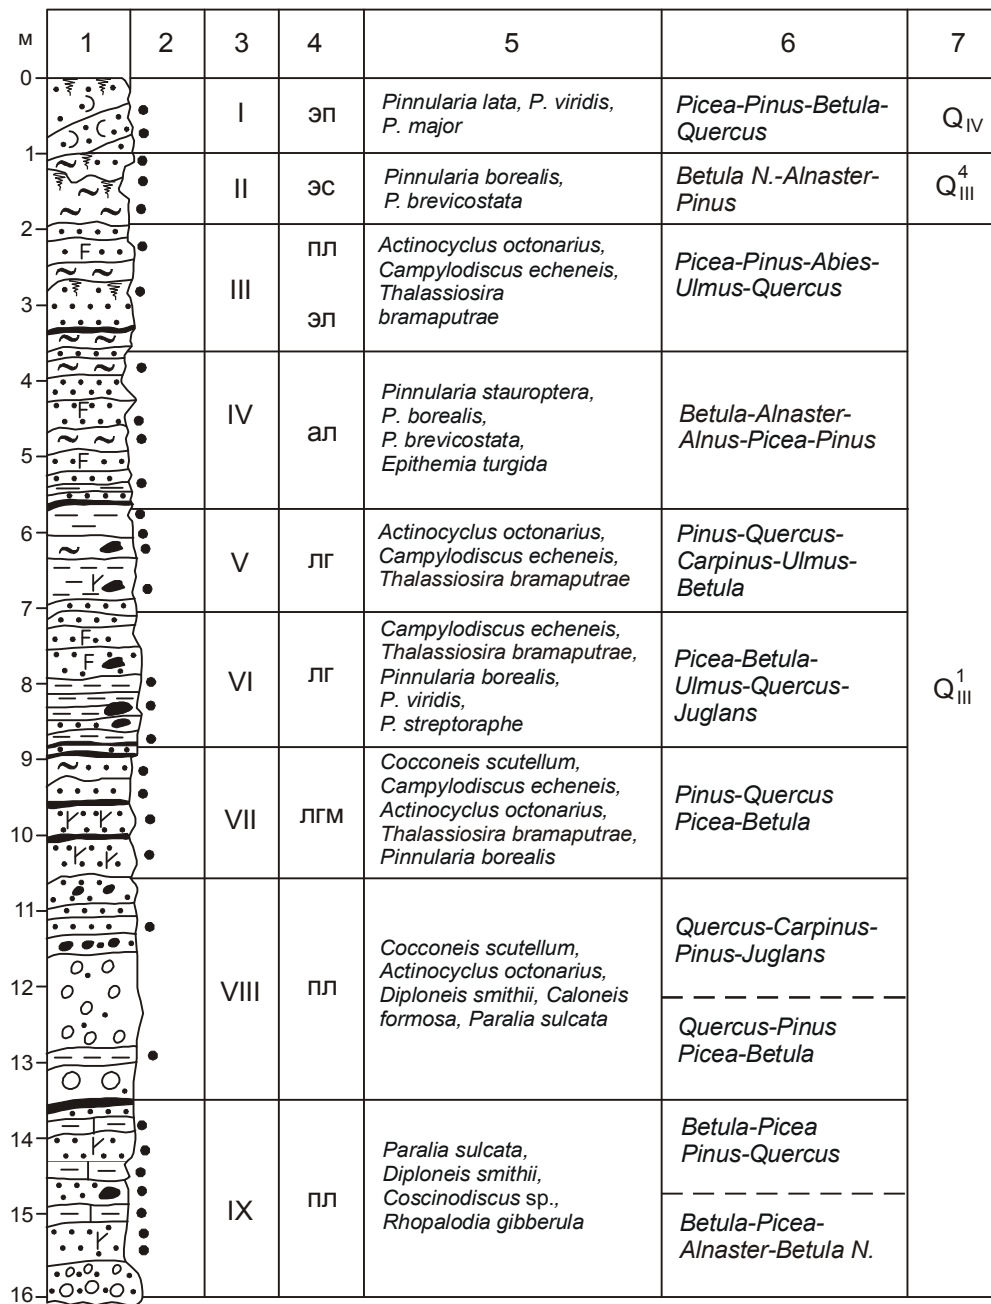 м 1 2 3 4 5 6 7
0
I эп Pinnularia lata, P. viridis,
P. major
Picea-Pinus-Betula-
Quercus
Q IV
1
II эс Pinnularia borealis,
P. brevicostata
Betula N.-Alnaster-
Pinus
Q 4 III
2
F
3
III
пл
эл
Actinocyclus octonarius,
Campylodiscus echeneis,
Thalassiosira
bramaputrae
Picea-Pinus-Abies-
Ulmus-Quercus
4
F
5
F
IV
ал
Pinnularia stauroptera,
P. borealis,
P. brevicostata,
Epithemia turgida
Betula-Alnaster-
Alnus-Picea-Pinus
6
V лг Actinocyclus octonarius,
Campylodiscus echeneis,
Thalassiosira bramaputrae
Pinus-Quercus-
Carpinus-Ulmus-
Betula
7
F
F
8
VI лг Campylodiscus echeneis,
Thalassiosira bramaputrae,
Pinnularia borealis,
P. viridis,
P. streptoraphe
Picea-Betula-
Ulmus-Quercus-
Juglans
Q 1 III
9
10
VII лгм Cocconeis scutellum,
Campylodiscus echeneis,
Actinocyclus octonarius,
Thalassiosira bramaputrae,
Pinnularia borealis
Pinus-Quercus
Picea-Betula
11
12
13
VIII пл Cocconeis scutellum,
Actinocyclus octonarius,
Diploneis smithii, Caloneis
formosa, Paralia sulcata
Quercus-Carpinus-
Pinus-Juglans
Quercus-Pinus
Picea-Betula
14
15
16
IX пл Paralia sulcata,
Diploneis smithii,
Coscinodiscus sp.,
Rhopalodia gibberula
Betula-Picea
Pinus-Quercus
Betula-Picea-
Alnaster-Betula N.